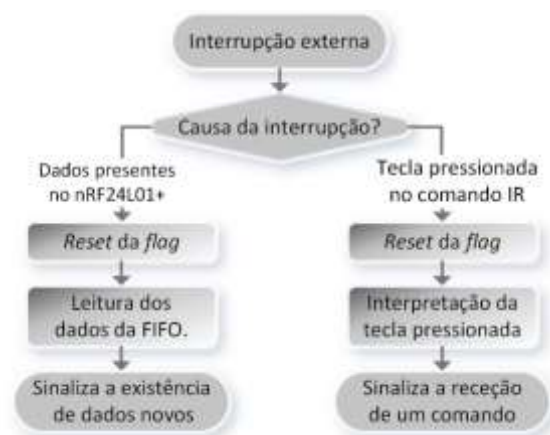 Interrupção externa
Causa da interrupção?
Dados presentes
no nRF24L01+
Reset da flag
Leitura dos
dados da FIFO.
Sinaliza a existência
de dados novos
Tecla pressionada
no comando IR
Reset da flag
Interpretação da
tecla pressionada
Sinaliza a receção
de um comando